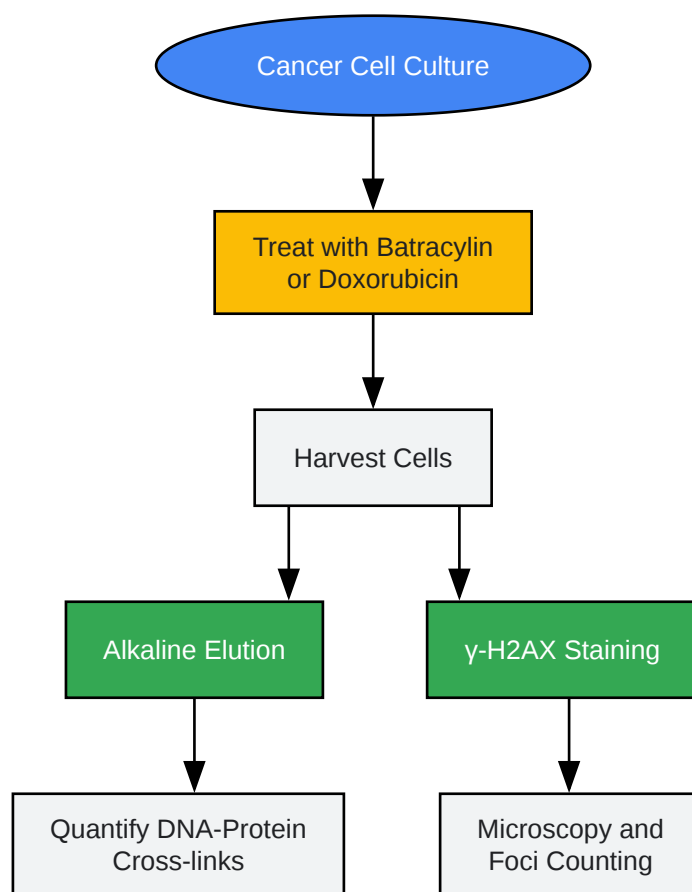 Cancer Cell Culture
Treat with Batracylin
or Doxorubicin
Harvest Cells
Alkaline Elution
γ-H2AX Staining
Quantify DNA-Protein
Cross-links
Microscopy and
Foci Counting